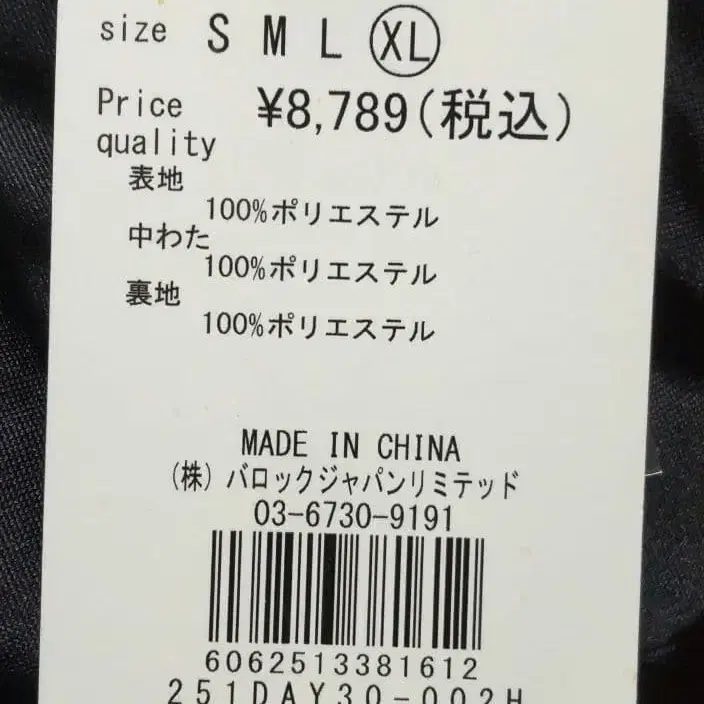 size S M L XL
Price ¥8,789(税込)
quality
表地
100%ポリエステル
中わた
100%ポリエステル
裏地
100%ポリエステル
MADE IN CHINA
(株)バロックジャパンリミテッド
03-6730-9191
6062513381612
251DAY30-002H